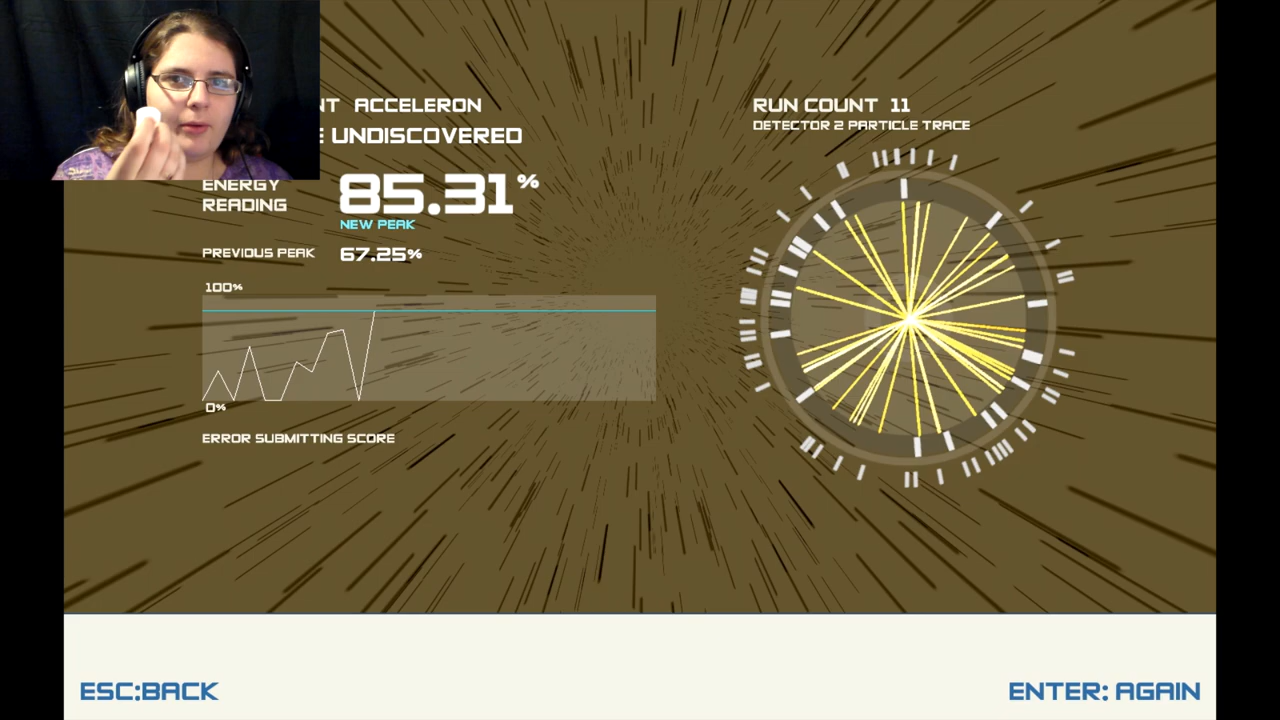 NT ACCELERON
UNDISCOVERED
ENERGY
READING
85.31%
NEW PEAK
PREVIOUS PEAK 67.25%
100%
0%
ERROR SUBMITTING SCORE
RUN COUNT 11
DETECTOR 2 PARTICLE TRACE
ESC:BACK
ENTER: AGAIN